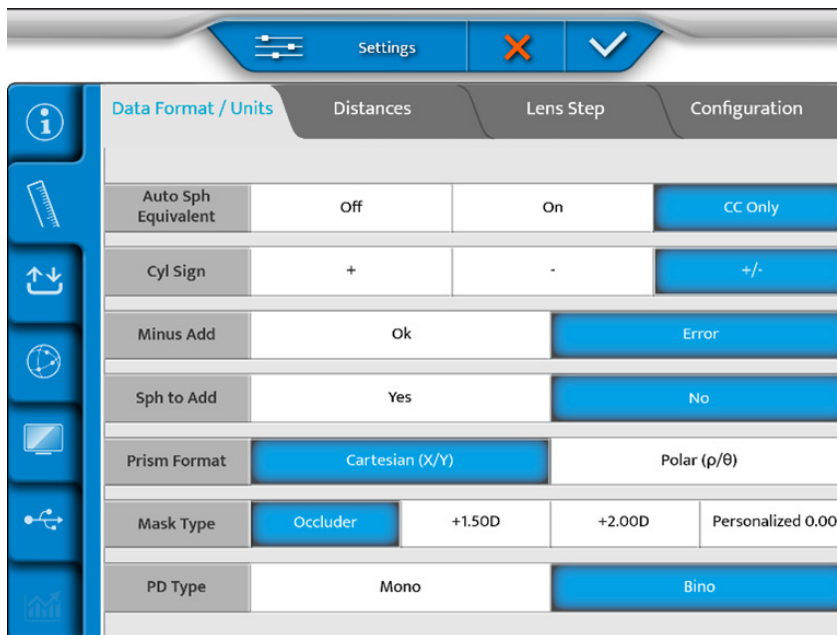 Settings
Data Format / Units Distances Lens Step Configuration
Auto Sph Equivalent Off On CC Only
Cyl Sign + - +/-
Minus Add Ok Error
Sph to Add Yes No
Prism Format Cartesian (X/Y) Polar (ρ/θ)
Mask Type Occluder +1.50D +2.00D Personalized 0.00
PD Type Mono Bino